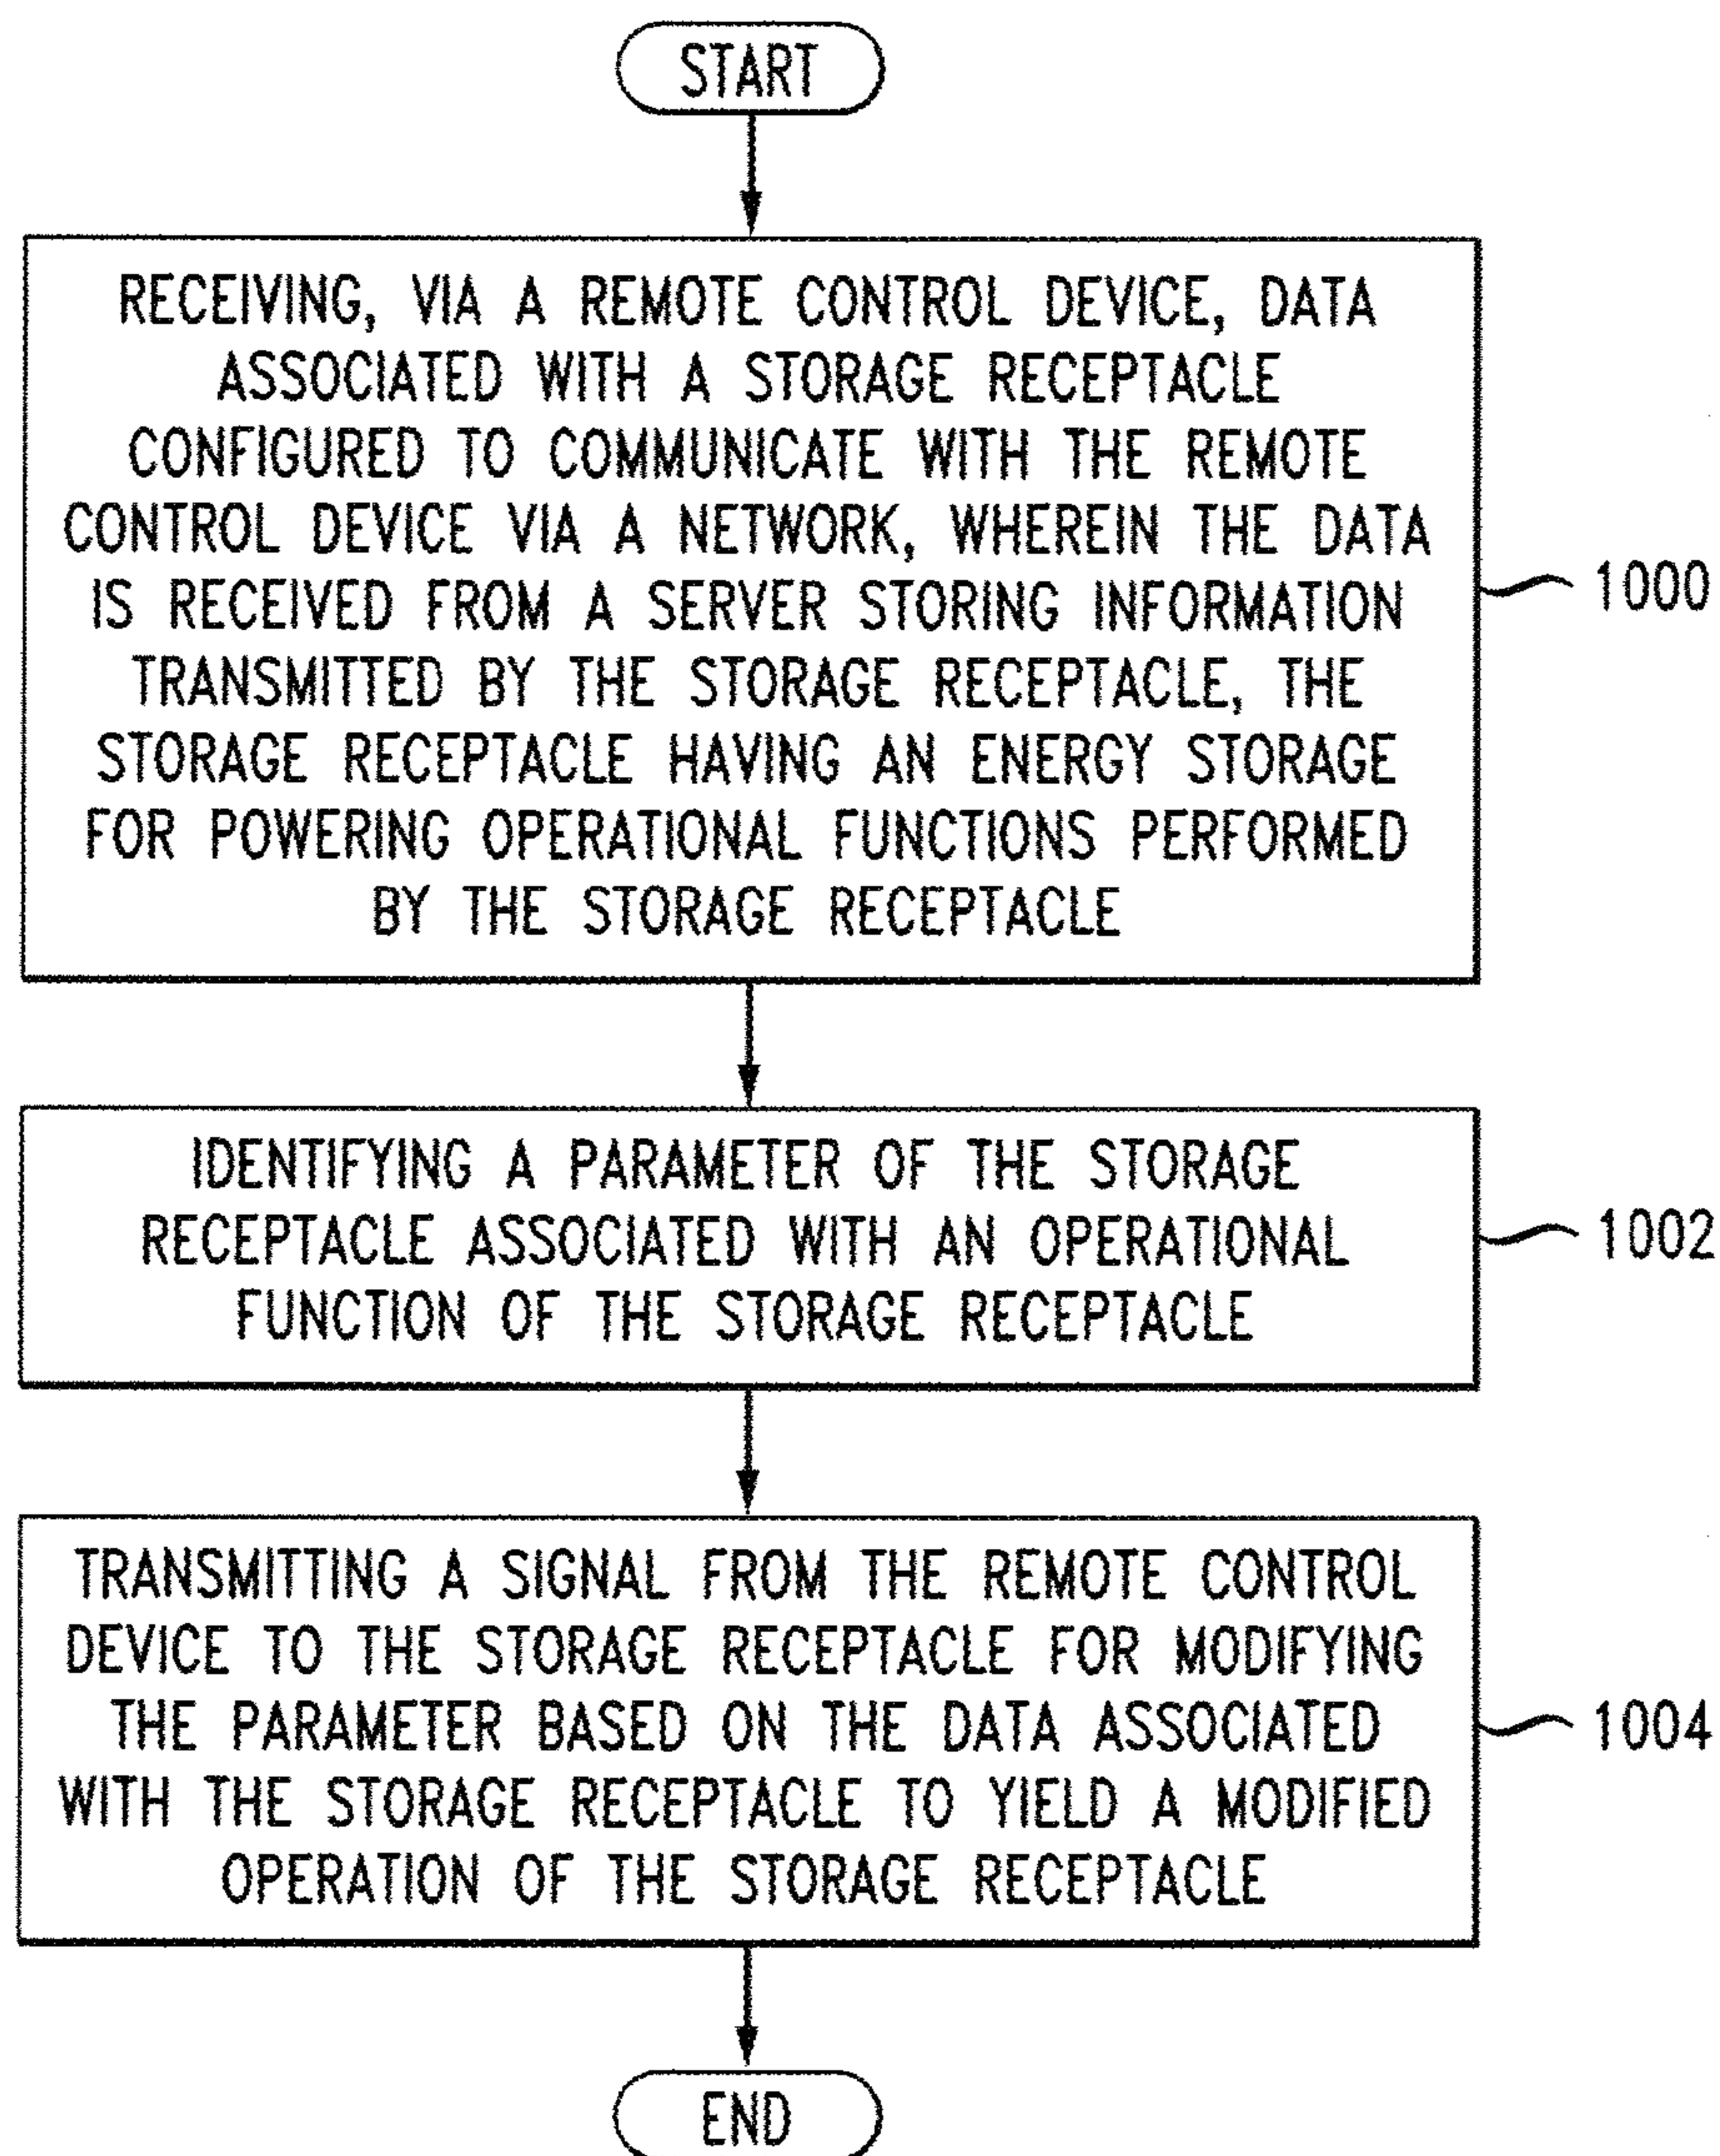 START
RECEIVING, VIA A REMOTE CONTROL DEVICE, DATA
ASSOCIATED WITH A STORAGE RECEPTACLE
CONFIGURED TO COMMUNICATE WITH THE REMOTE
CONTROL DEVICE VIA A NETWORK, WHEREIN THE DATA
IS RECEIVED FROM A SERVER STORING INFORMATION
TRANSMITTED BY THE STORAGE RECEPTACLE, THE
STORAGE RECEPTACLE HAVING AN ENERGY STORAGE
FOR POWERING OPERATIONAL FUNCTIONS PERFORMED
BY THE STORAGE RECEPTACLE
1000
IDENTIFYING A PARAMETER OF THE STORAGE
RECEPTACLE ASSOCIATED WITH AN OPERATIONAL
FUNCTION OF THE STORAGE RECEPTACLE
1002
TRANSMITTING A SIGNAL FROM THE REMOTE CONTROL
DEVICE TO THE STORAGE RECEPTACLE FOR MODIFYING
THE PARAMETER BASED ON THE DATA ASSOCIATED
WITH THE STORAGE RECEPTACLE TO YIELD A MODIFIED
OPERATION OF THE STORAGE RECEPTACLE
1004
END